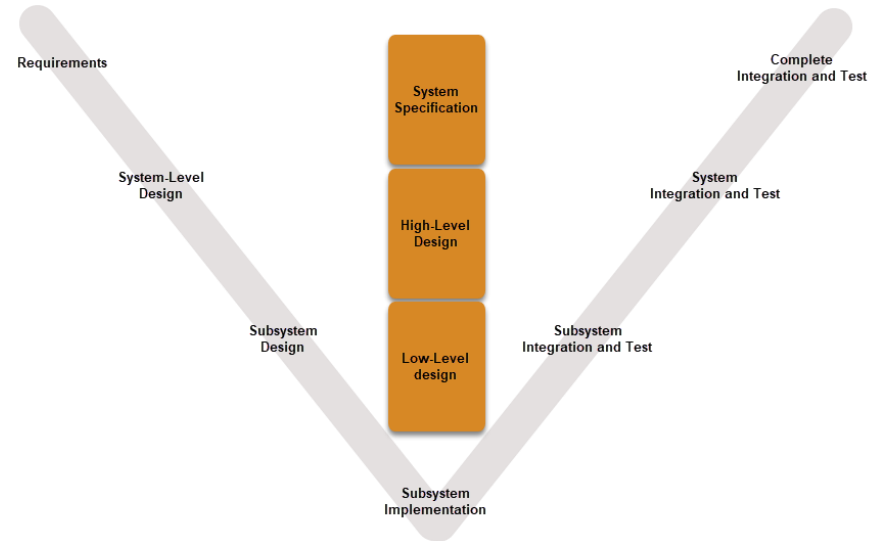 Requirements
System-Level
Design
Subsystem
Design
Subsystem
Implementation
System
Specification
High-Level
Design
Low-Level
design
Subsystem
Integration and Test
System
Integration and Test
Complete
Integration and Test